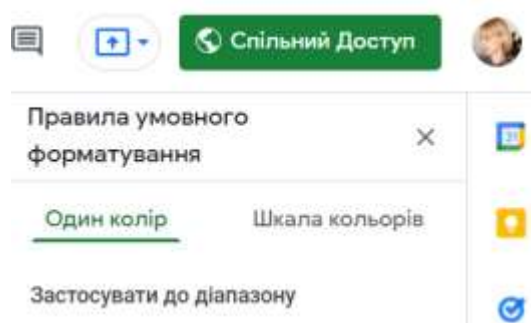 Спільний Доступ
Правила умовного
форматування
Один колір Шкала кольорів
Застосувати до діапазону